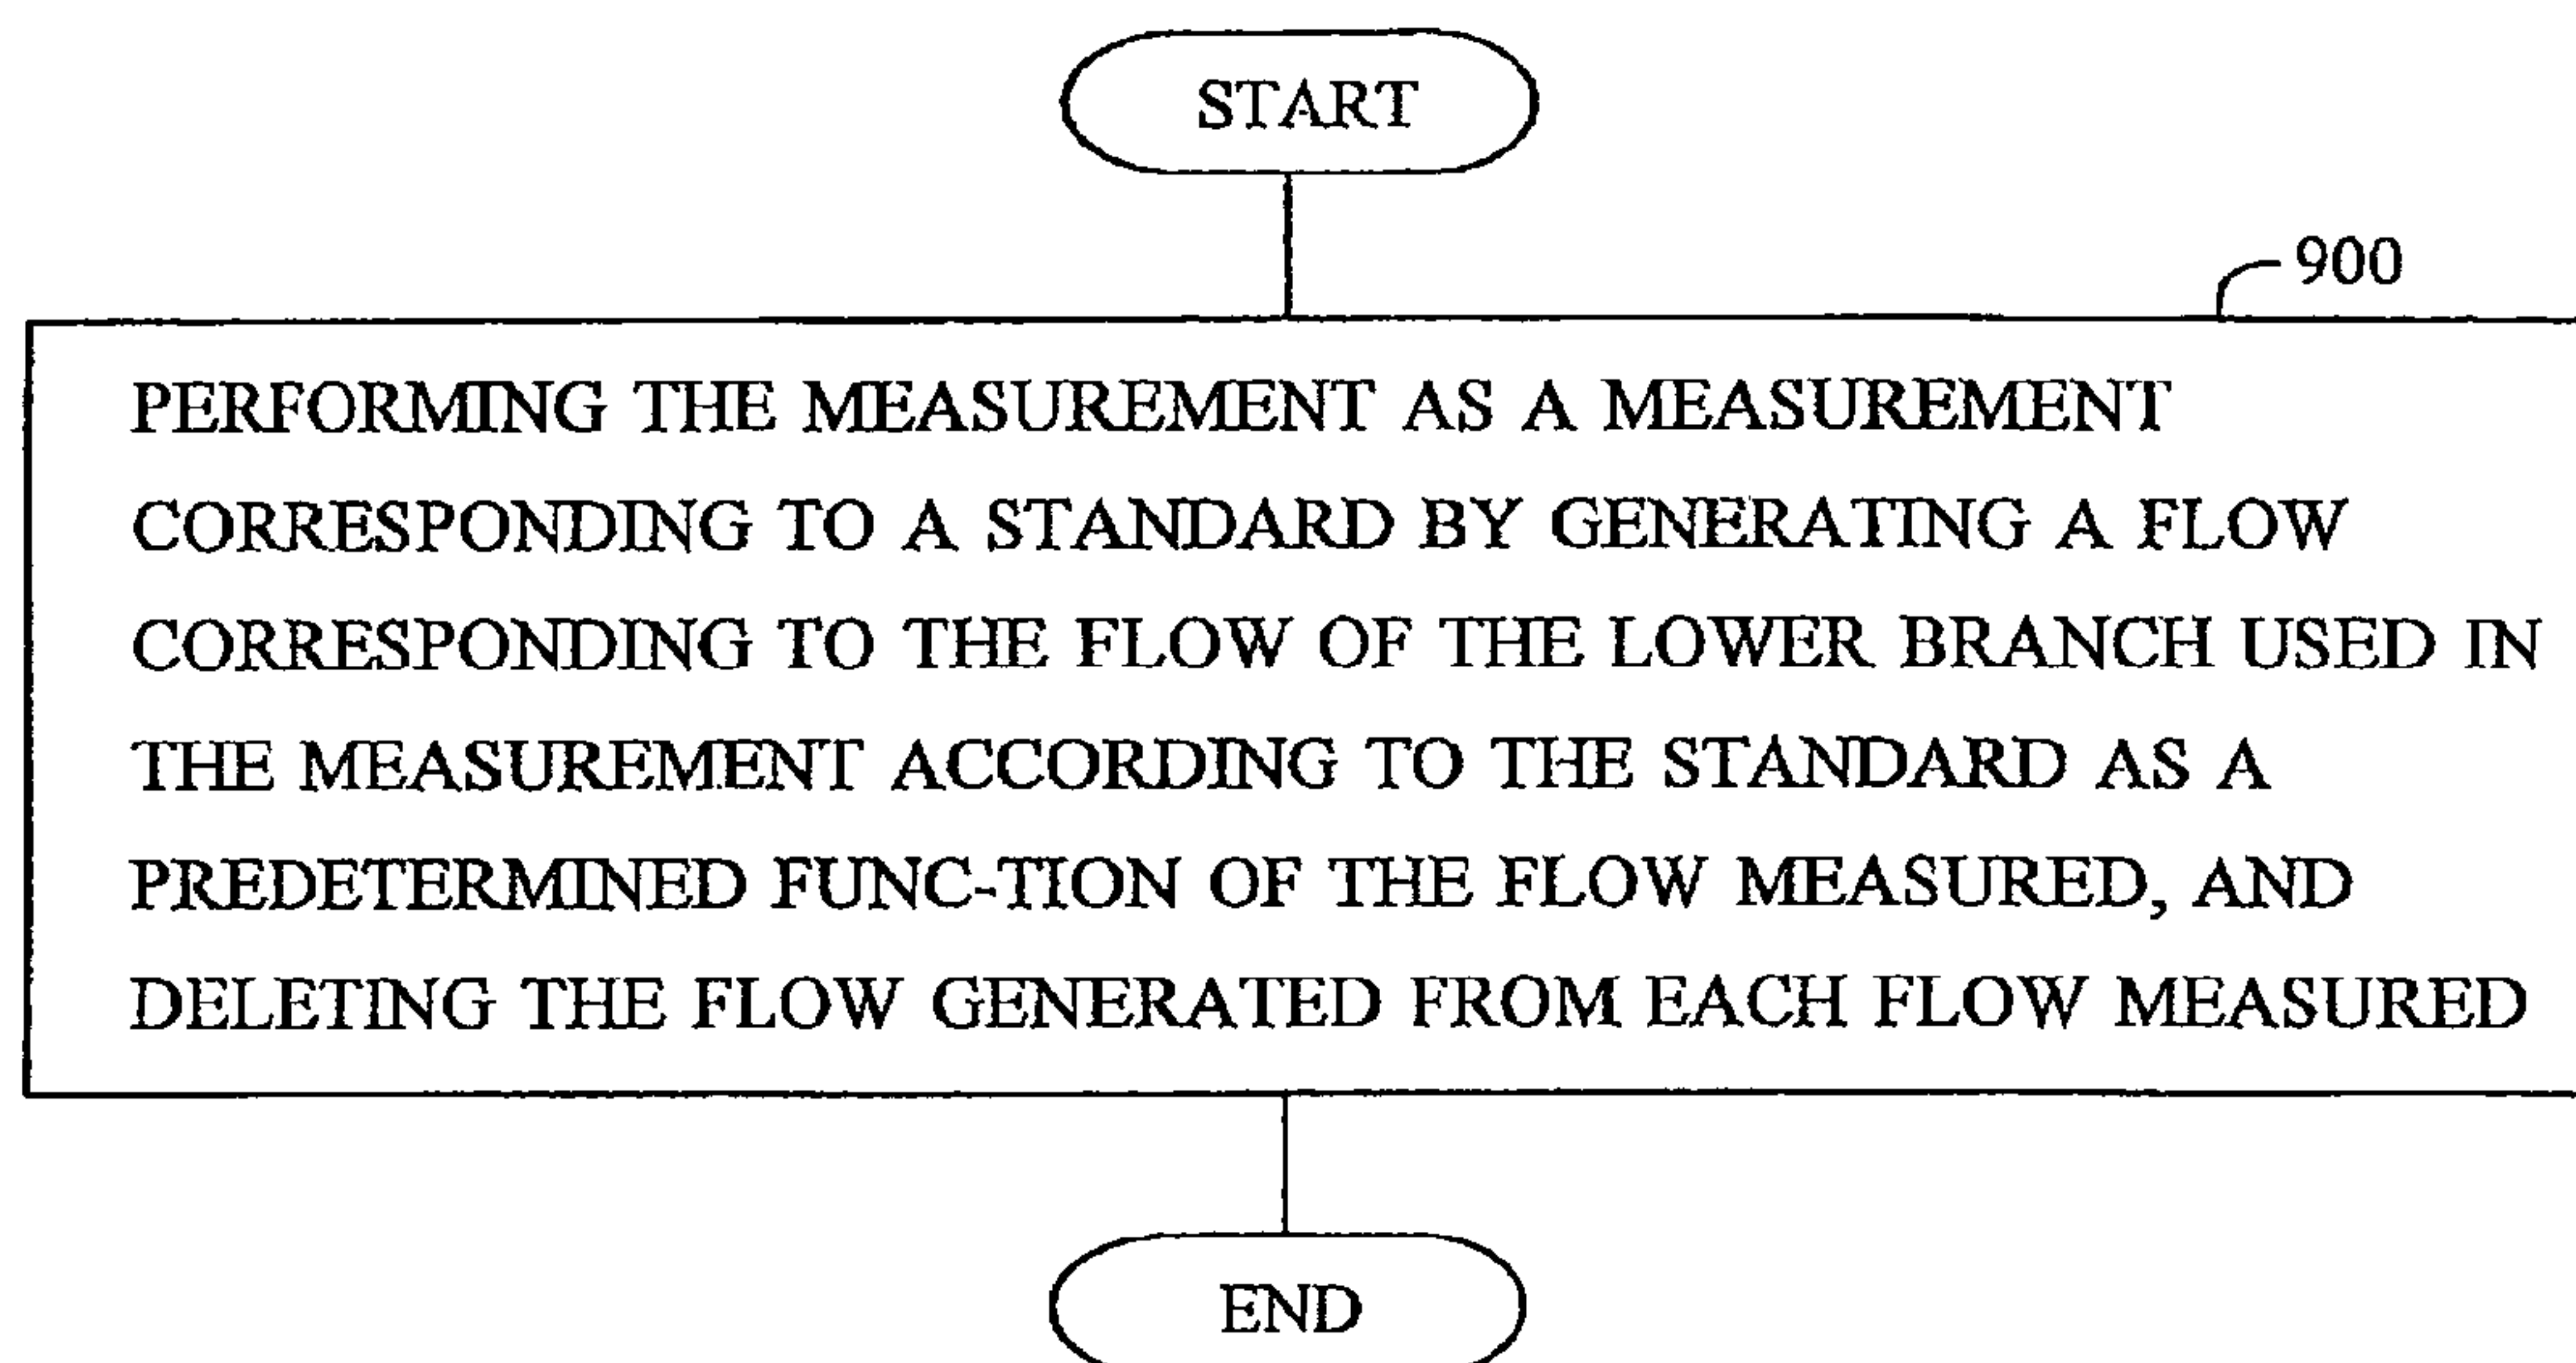 START
900
PERFORMING THE MEASUREMENT AS A MEASUREMENT
CORRESPONDING TO A STANDARD BY GENERATING A FLOW
CORRESPONDING TO THE FLOW OF THE LOWER BRANCH USED IN
THE MEASUREMENT ACCORDING TO THE STANDARD AS A
PREDETERMINED FUNC-TION OF THE FLOW MEASURED, AND
DELETING THE FLOW GENERATED FROM EACH FLOW MEASURED
END